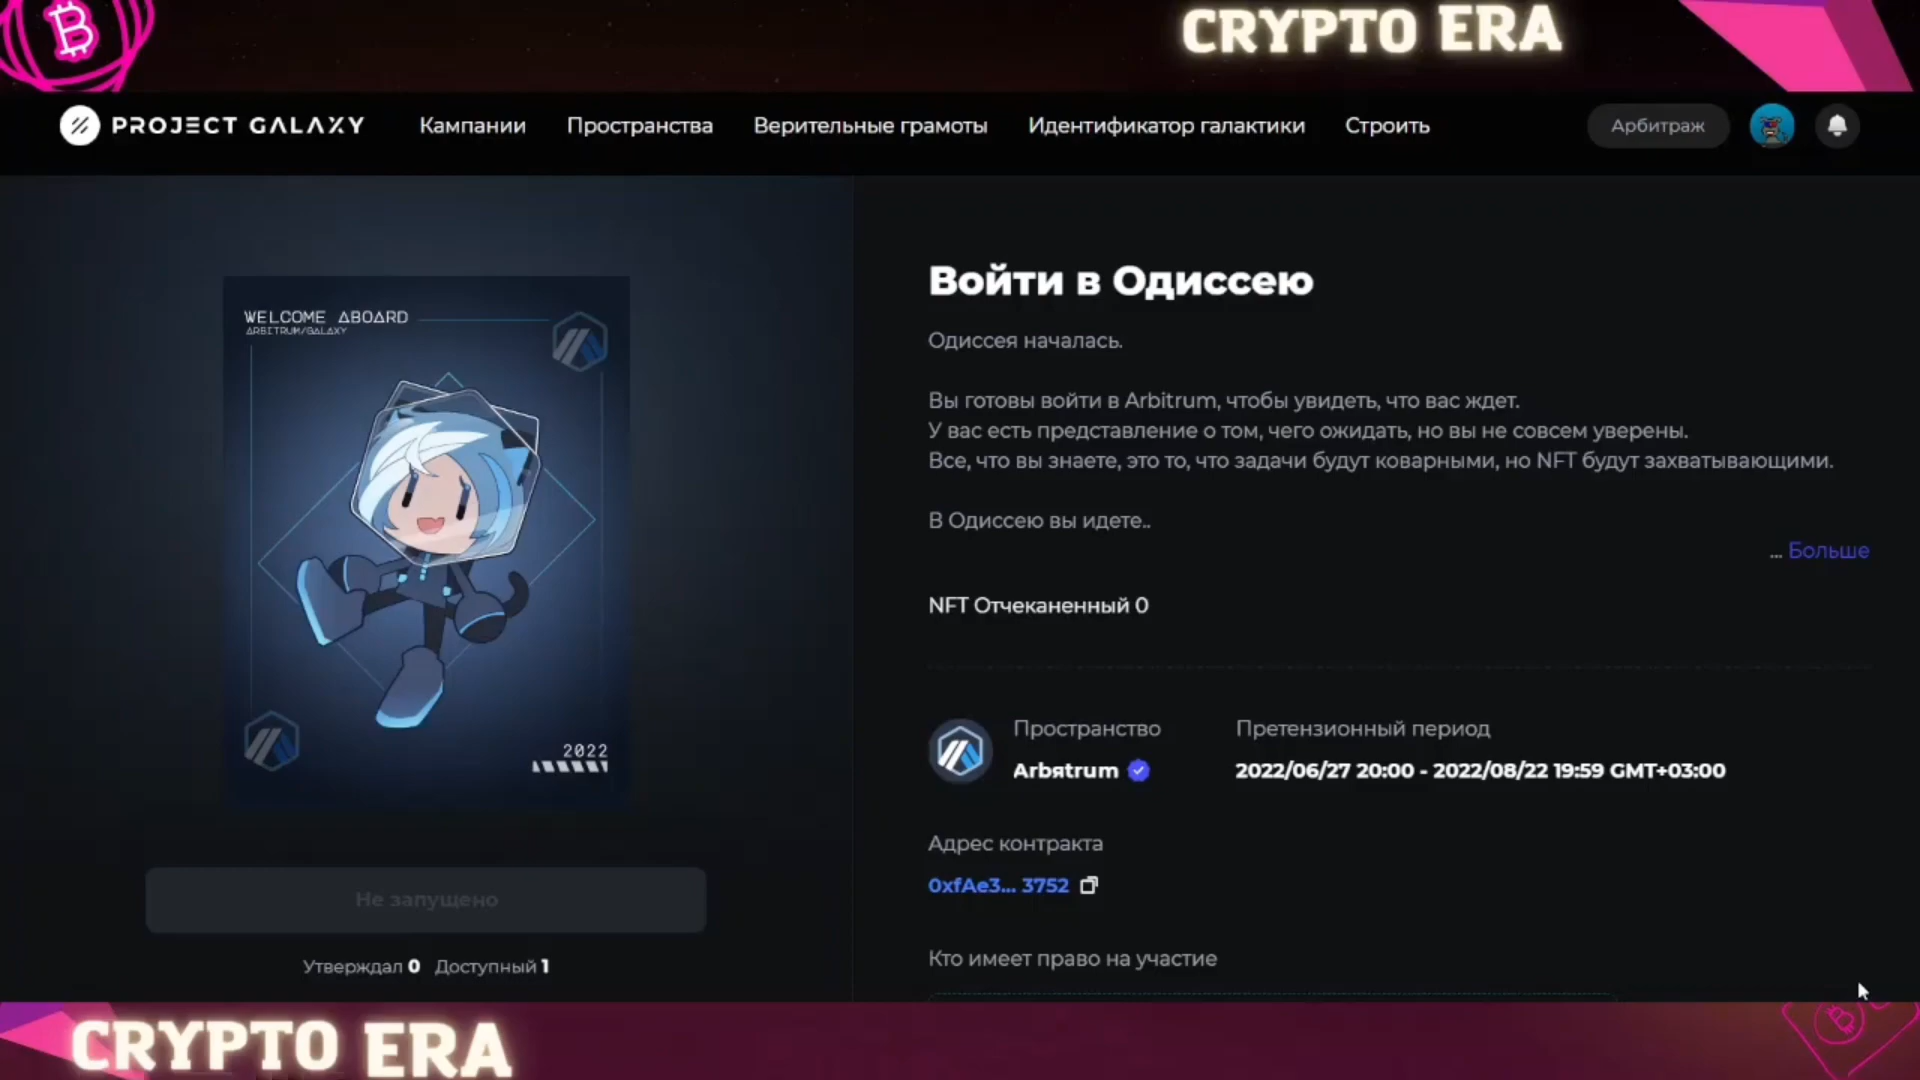 CRYPTO ERA
PROJECT GALAXY Кампании Пространства Верительные грамоты Идентификатор галактики Строить Арбитраж
WELCOME ABOARD
ARBITRUM/GALAXY
2022
Не запущено
Утверждал 0 Доступный 1
Войти в Одиссею
Одиссея началась.
Вы готовы войти в Arbitrum, чтобы увидеть, что вас ждет.
У вас есть представление о том, чего ожидать, но вы не совсем уверены.
Все, что вы знаете, это то, что задачи будут коварными, но NFT будут захватывающими.
В Одиссею вы идете..
... Больше
NFT Отчеканенный 0
Пространство
Arbяtrum
Претензионный период
2022/06/27 20:00 - 2022/08/22 19:59 GMT+03:00
Адрес контракта
0xfAe3... 3752
Кто имеет право на участие
CRYPTO ERA